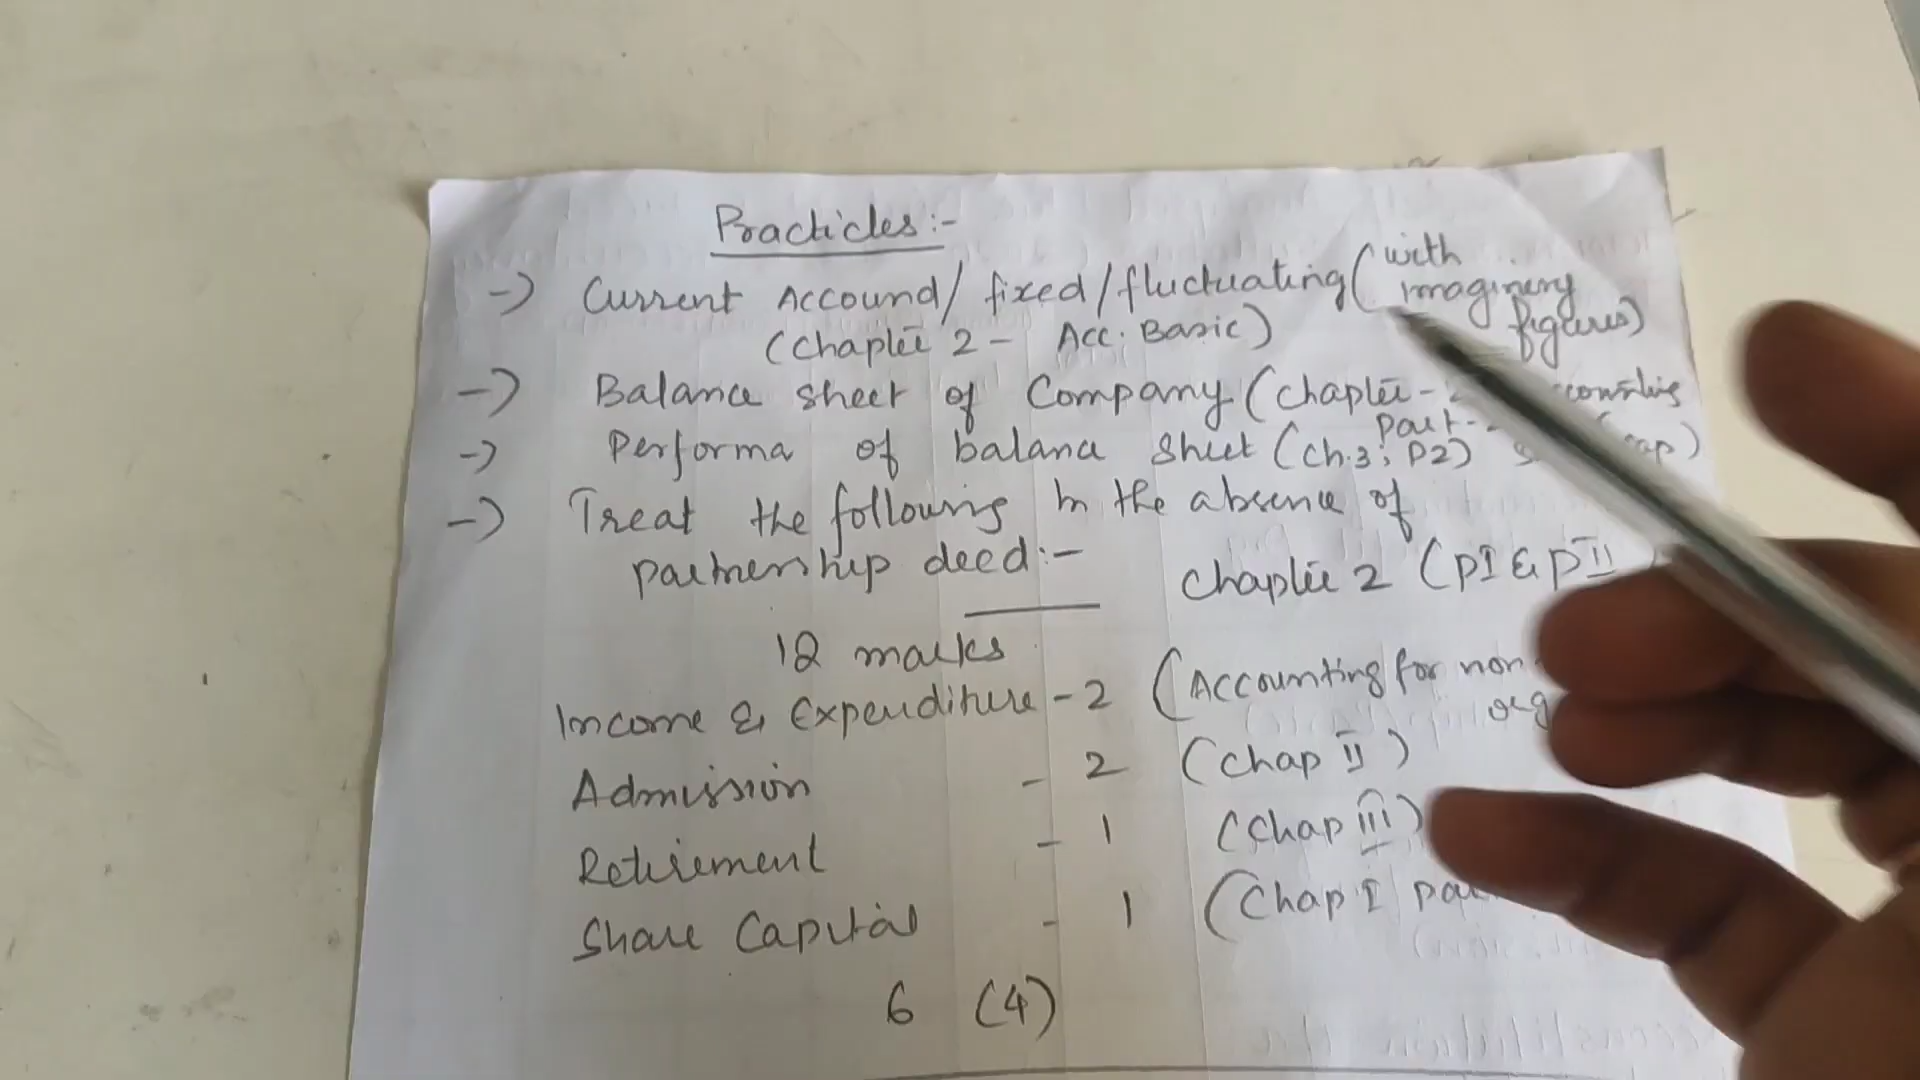 Practicles:-
-) Current Accound/ fixed/fluctuating (with imaginery figures)
(chapter 2 - Acc. Basic)
-) Balance sheet of Company (chapter-
part-
-) Performa of balance sheet (ch.3; P2)
-) Treat the following in the absence of
partnership deed:- Chapter 2 (PI & PII
12 marks
Income & Expenditure - 2 (Accounting for non
Admission - 2 (Chap II)
Retirement - 1 (Chap III)
Share Capital - 1 (Chap I
6 (4)